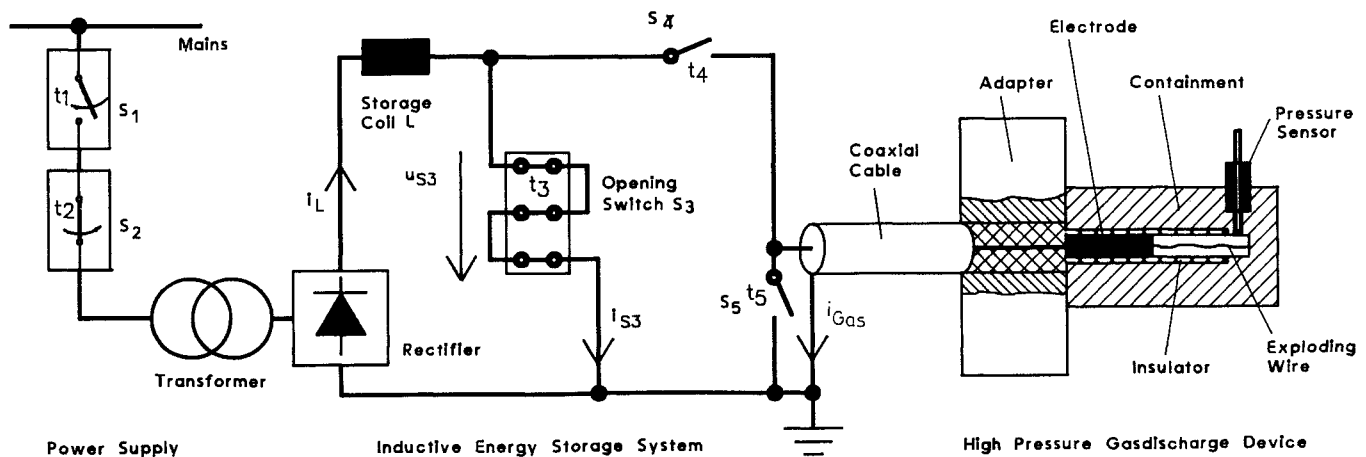 Mains
t1
S1
t2
S2
Transformer
Rectifier
iL
Storage
Coil L
uS3
t3
Opening
Switch S3
iS3
S4
t4
S5
t5
iGas
Coaxial
Cable
Adapter
Electrode
Containment
Pressure
Sensor
Insulator
Exploding
Wire
Power Supply
Inductive Energy Storage System
High Pressure Gasdischarge Device